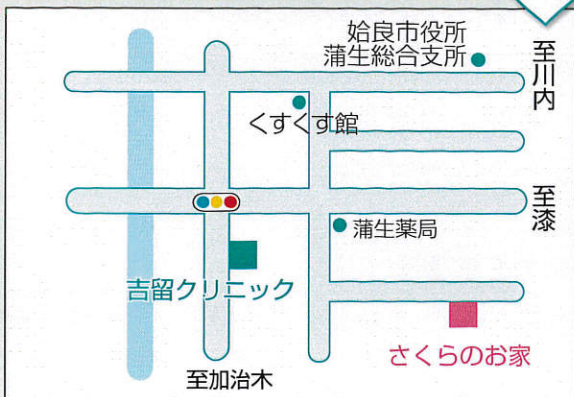 姶良市役所
蒲生総合支所
至川内
くすくす館
至漆
蒲生薬局
吉留クリニック
さくらのお家
至加治木